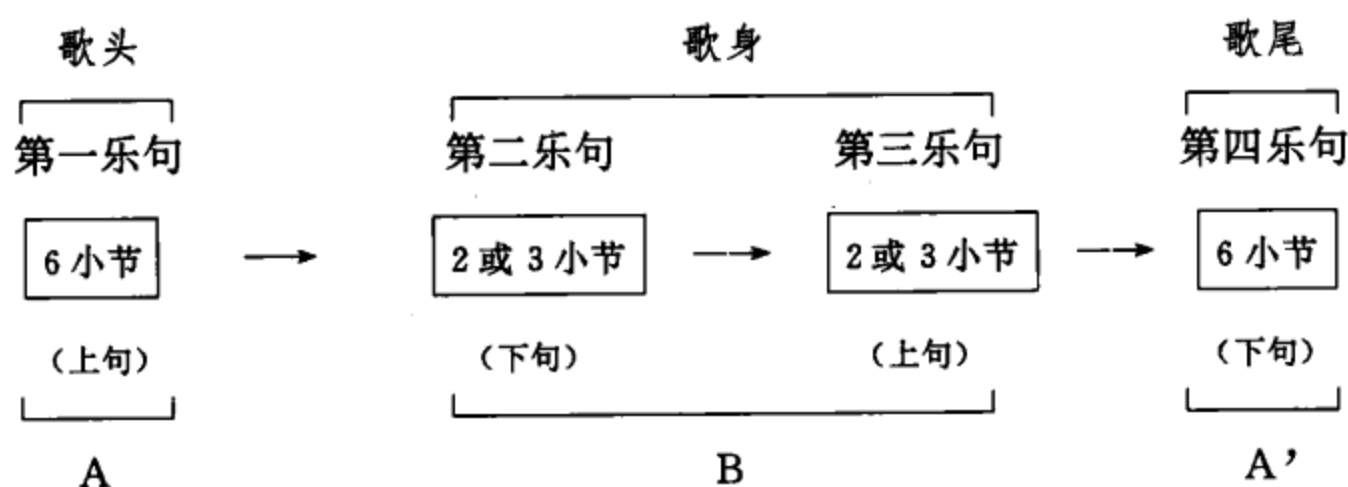 歌头 歌身 歌尾
第一乐句 第二乐句 第三乐句 第四乐句
6小节 2或3小节 2或3小节 6小节
(上句) (下句) (上句) (下句)
A B A’